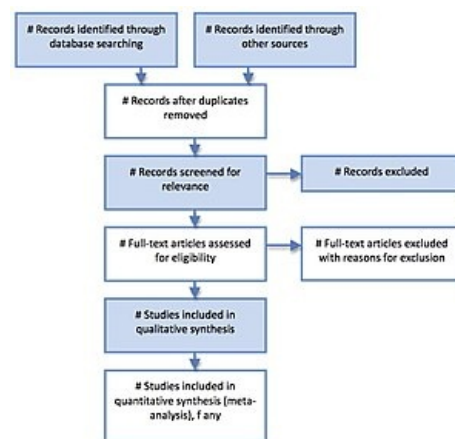 # Records identified through
database searching
# Records identified through
other sources
# Records after duplicates
removed
# Records screened for
relevance
# Records excluded
# Full-text articles assessed
for eligibility
# Full-text articles excluded
with reasons for exclusion
# Studies included in
qualitative synthesis
# Studies included in
quantitative synthesis (meta-
analysis), f any